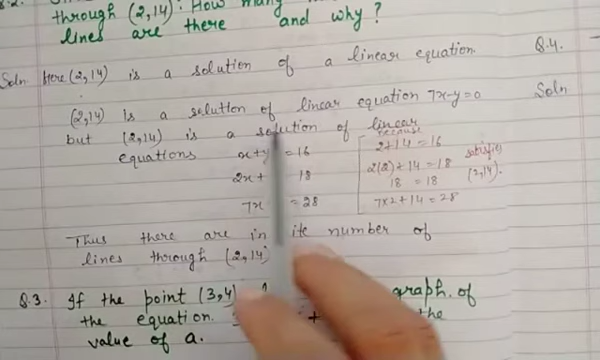 through (2,14). How many
lines are there and why?
Soln Here (2,14) is a solution of a linear equation. Q.4.
(2,14) is a solution of linear equation 7x-y=0 Soln
but (2,14) is a solution of linear
equations x+y =16
2x+ 18
7x =28
because
2+14=16
2(2)+14=18
18=18
7x2+14=28
satisfies
(2,14).
Thus there are in ite number of
lines through (2,14)
Q.3. If the point (3,4) graph of
the equation the
value of a.